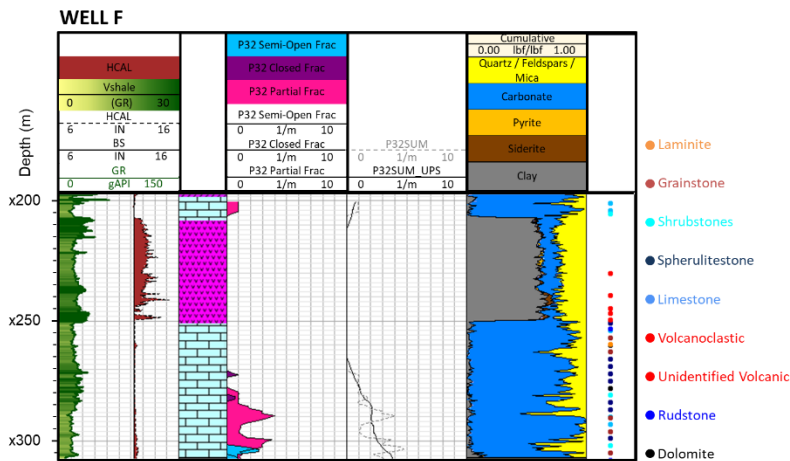 WELL F
Depth (m)
HCAL
Vshale
0 (GR) 30
HCAL
6 IN 16
BS
6 IN 16
GR
0 gAPI 150
P32 Semi-Open Frac
P32 Closed Frac
P32 Partial Frac
P32 Semi-Open Frac
0 1/m 10
P32 Closed Frac
0 1/m 10
P32 Partial Frac
0 1/m 10
P32SUM
0 1/m 10
P32SUM_UPS
0 1/m 10
Cumulative
0.00 lbf/lbf 1.00
Quartz / Feldspars /
Mica
Carbonate
Pyrite
Siderite
Clay
x200
x250
x300
Laminite
Grainstone
Shrubstones
Spherulitestone
Limestone
Volcanoclastic
Unidentified Volcanic
Rudstone
Dolomite